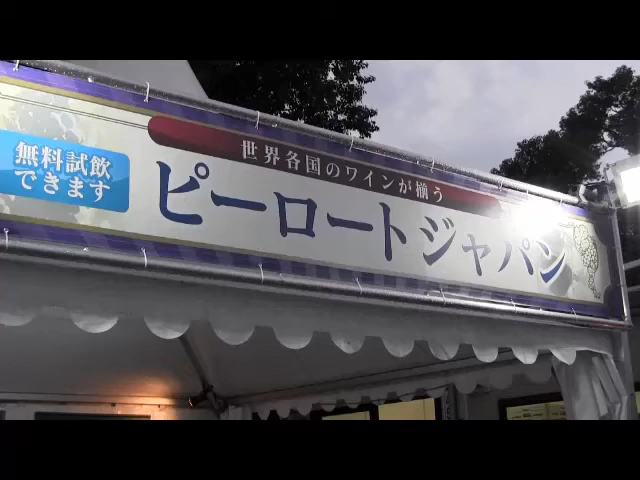 無料試飲
できます
世界各国のワインが揃う
ピーロートジャパン